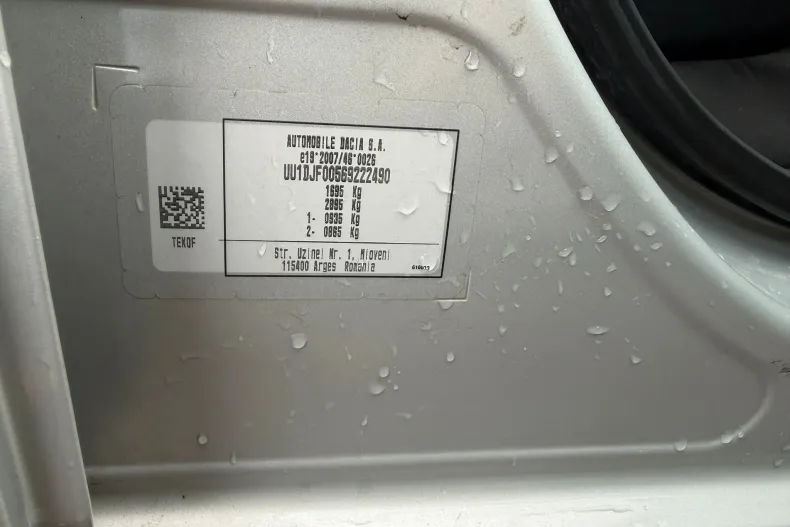 AUTOMOBILE DACIA S.A.
e19*2007/46*0026
UU1DJF00569222490
1695 Kg
2895 Kg
1- 0935 Kg
2- 0865 Kg
TEKOF
Str. Uzinei Nr. 1, Mioveni
115400 Arges Romania